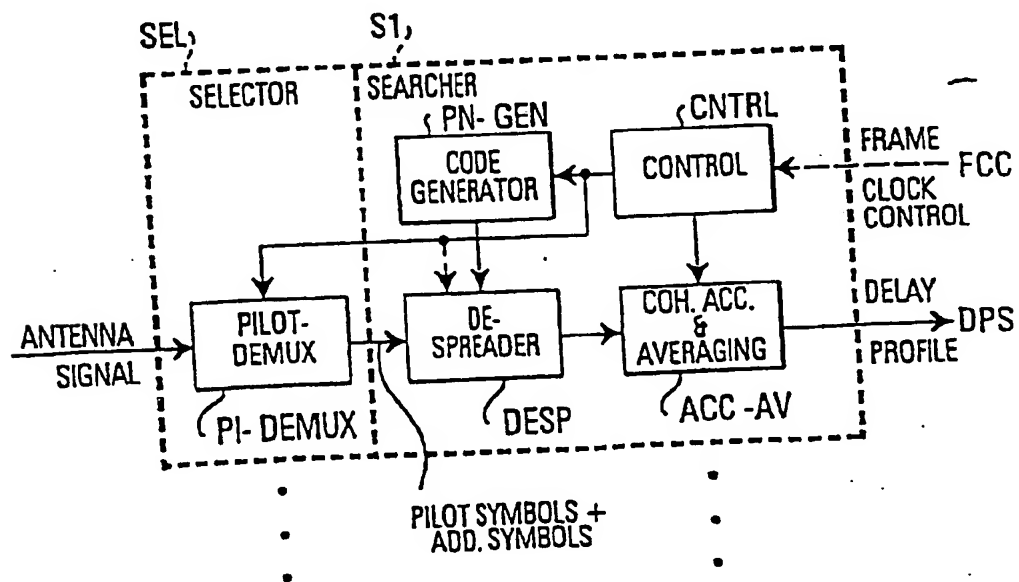 SEL
S1
SELECTOR
SEARCHER
PN-GEN
CNTRL
CODE
GENERATOR
CONTROL
FRAME
FCC
CLOCK
CONTROL
ANTENNA
SIGNAL
PILOT-
DEMUX
DE-
SPREADER
COH. ACC.
&
AVERAGING
DELAY
DPS
PROFILE
PI-DEMUX
DESP
ACC-AV
PILOT SYMBOLS +
ADD. SYMBOLS